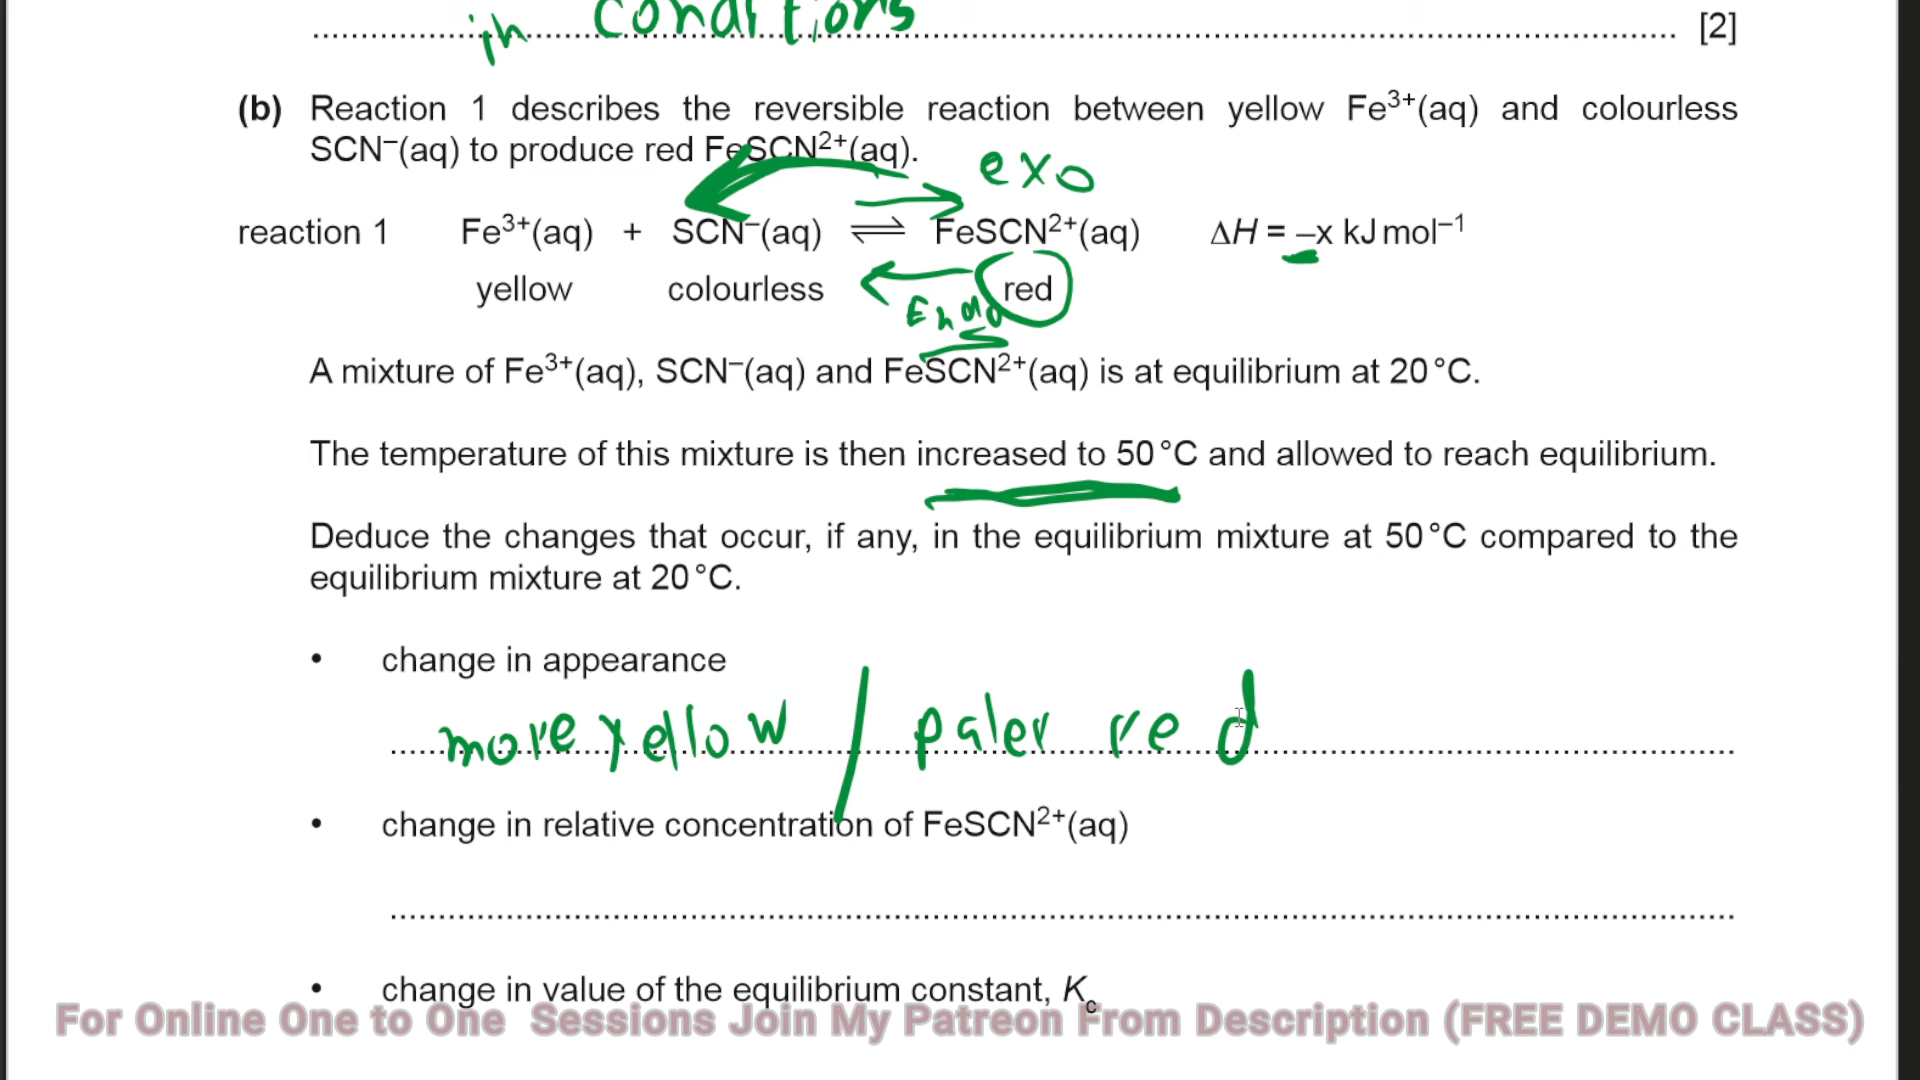 in conditions
[2]
(b) Reaction 1 describes the reversible reaction between yellow Fe³⁺(aq) and colourless
SCN⁻(aq) to produce red FeSCN²⁺(aq).
exo
reaction 1 Fe³⁺(aq) + SCN⁻(aq) ⇌ FeSCN²⁺(aq) ΔH = –x kJ mol⁻¹
yellow colourless red
Endo
A mixture of Fe³⁺(aq), SCN⁻(aq) and FeSCN²⁺(aq) is at equilibrium at 20 °C.
The temperature of this mixture is then increased to 50 °C and allowed to reach equilibrium.
Deduce the changes that occur, if any, in the equilibrium mixture at 50 °C compared to the
equilibrium mixture at 20 °C.
• change in appearance
more yellow / paler red
• change in relative concentration of FeSCN²⁺(aq)
• change in value of the equilibrium constant, Kc
For Online One to One Sessions Join My Patreon From Description (FREE DEMO CLASS)